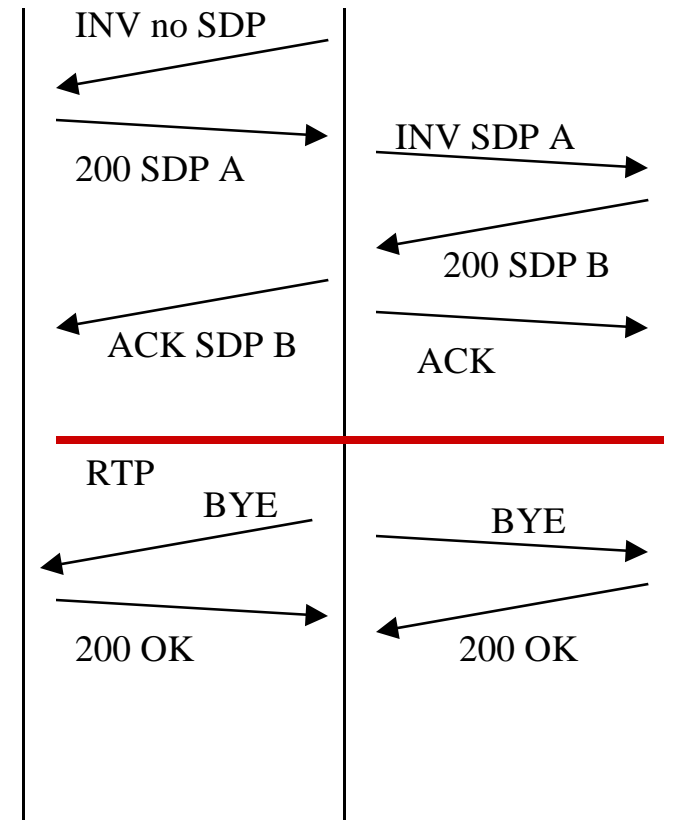 INV no SDP
INV SDP A
200 SDP A
200 SDP B
ACK SDP B
ACK
RTP
BYE
BYE
200 OK
200 OK